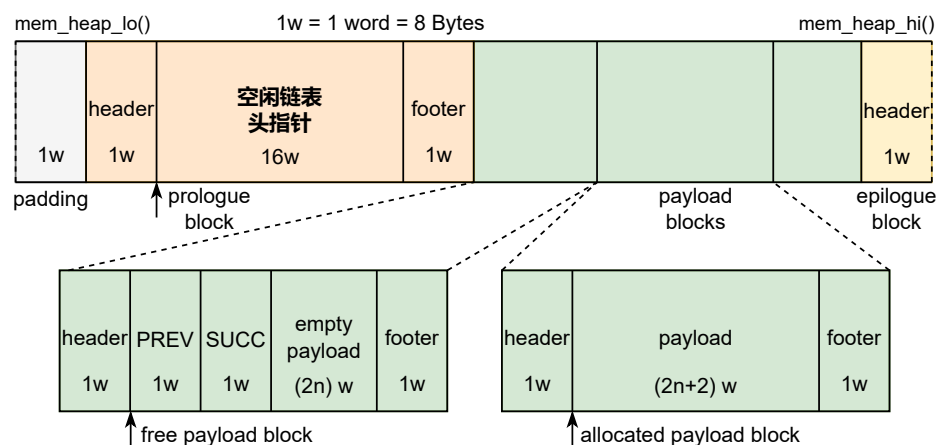 mem_heap_lo()
1w = 1 word = 8 Bytes
mem_heap_hi()
header
空闲链表
头指针
footer
header
1w
1w
16w
1w
1w
padding
prologue
block
payload
blocks
epilogue
block
header
PREV
SUCC
empty
payload
footer
1w
1w
1w
(2n) w
1w
header
payload
footer
1w
(2n+2) w
1w
free payload block
allocated payload block